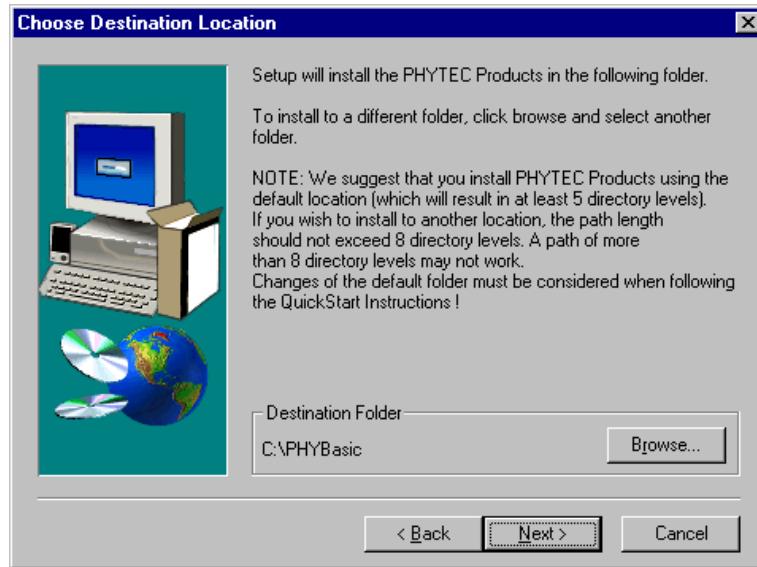 Choose Destination Location
Setup will install the PHYTEC Products in the following folder.
To install to a different folder, click browse and select another
folder.
NOTE: We suggest that you install PHYTEC Products using the
default location (which will result in at least 5 directory levels).
If you wish to install to another location, the path length
should not exceed 8 directory levels. A path of more
than 8 directory levels may not work.
Changes of the default folder must be considered when following
the QuickStart Instructions !
Destination Folder
C:\PHYBasic
Browse...
< Back
Next >
Cancel